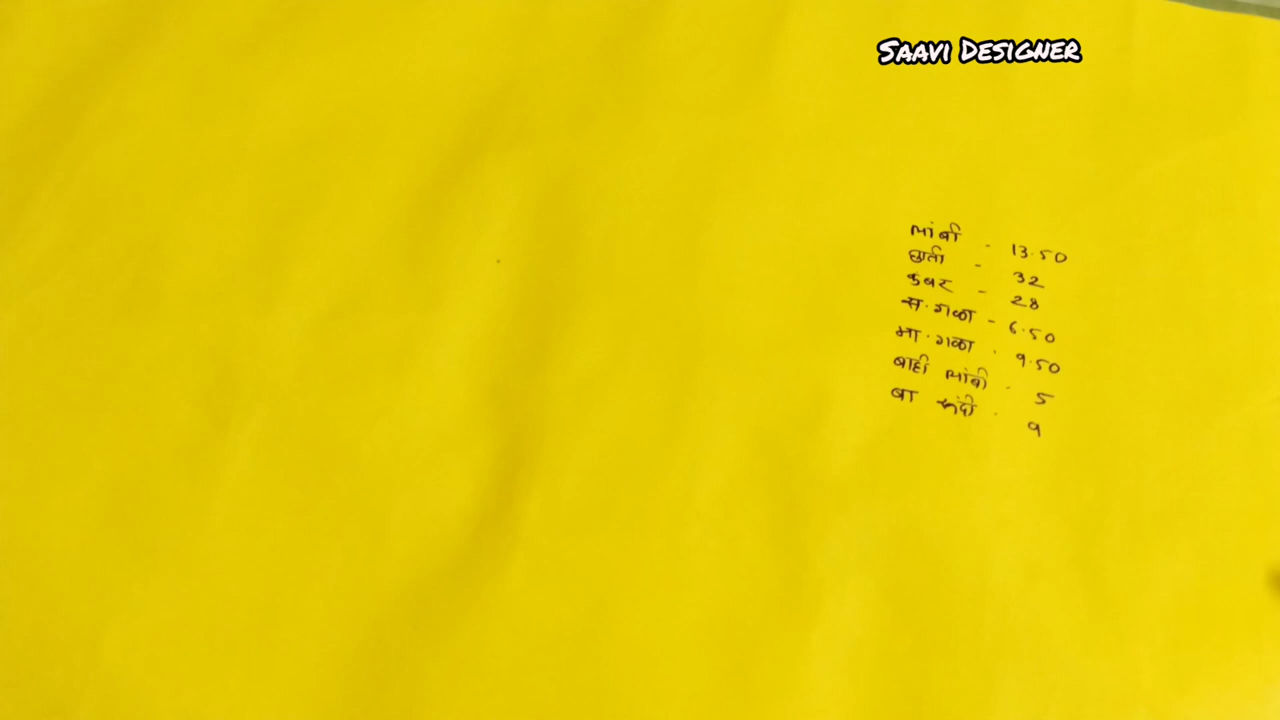 SAAVI DESIGNER
लांबी - 13.50
छाती - 32
कंबर - 28
स. गळा - 6.50
मा. गळा - 9.50
बाही लांबी - 5
बा रूंदी - 9